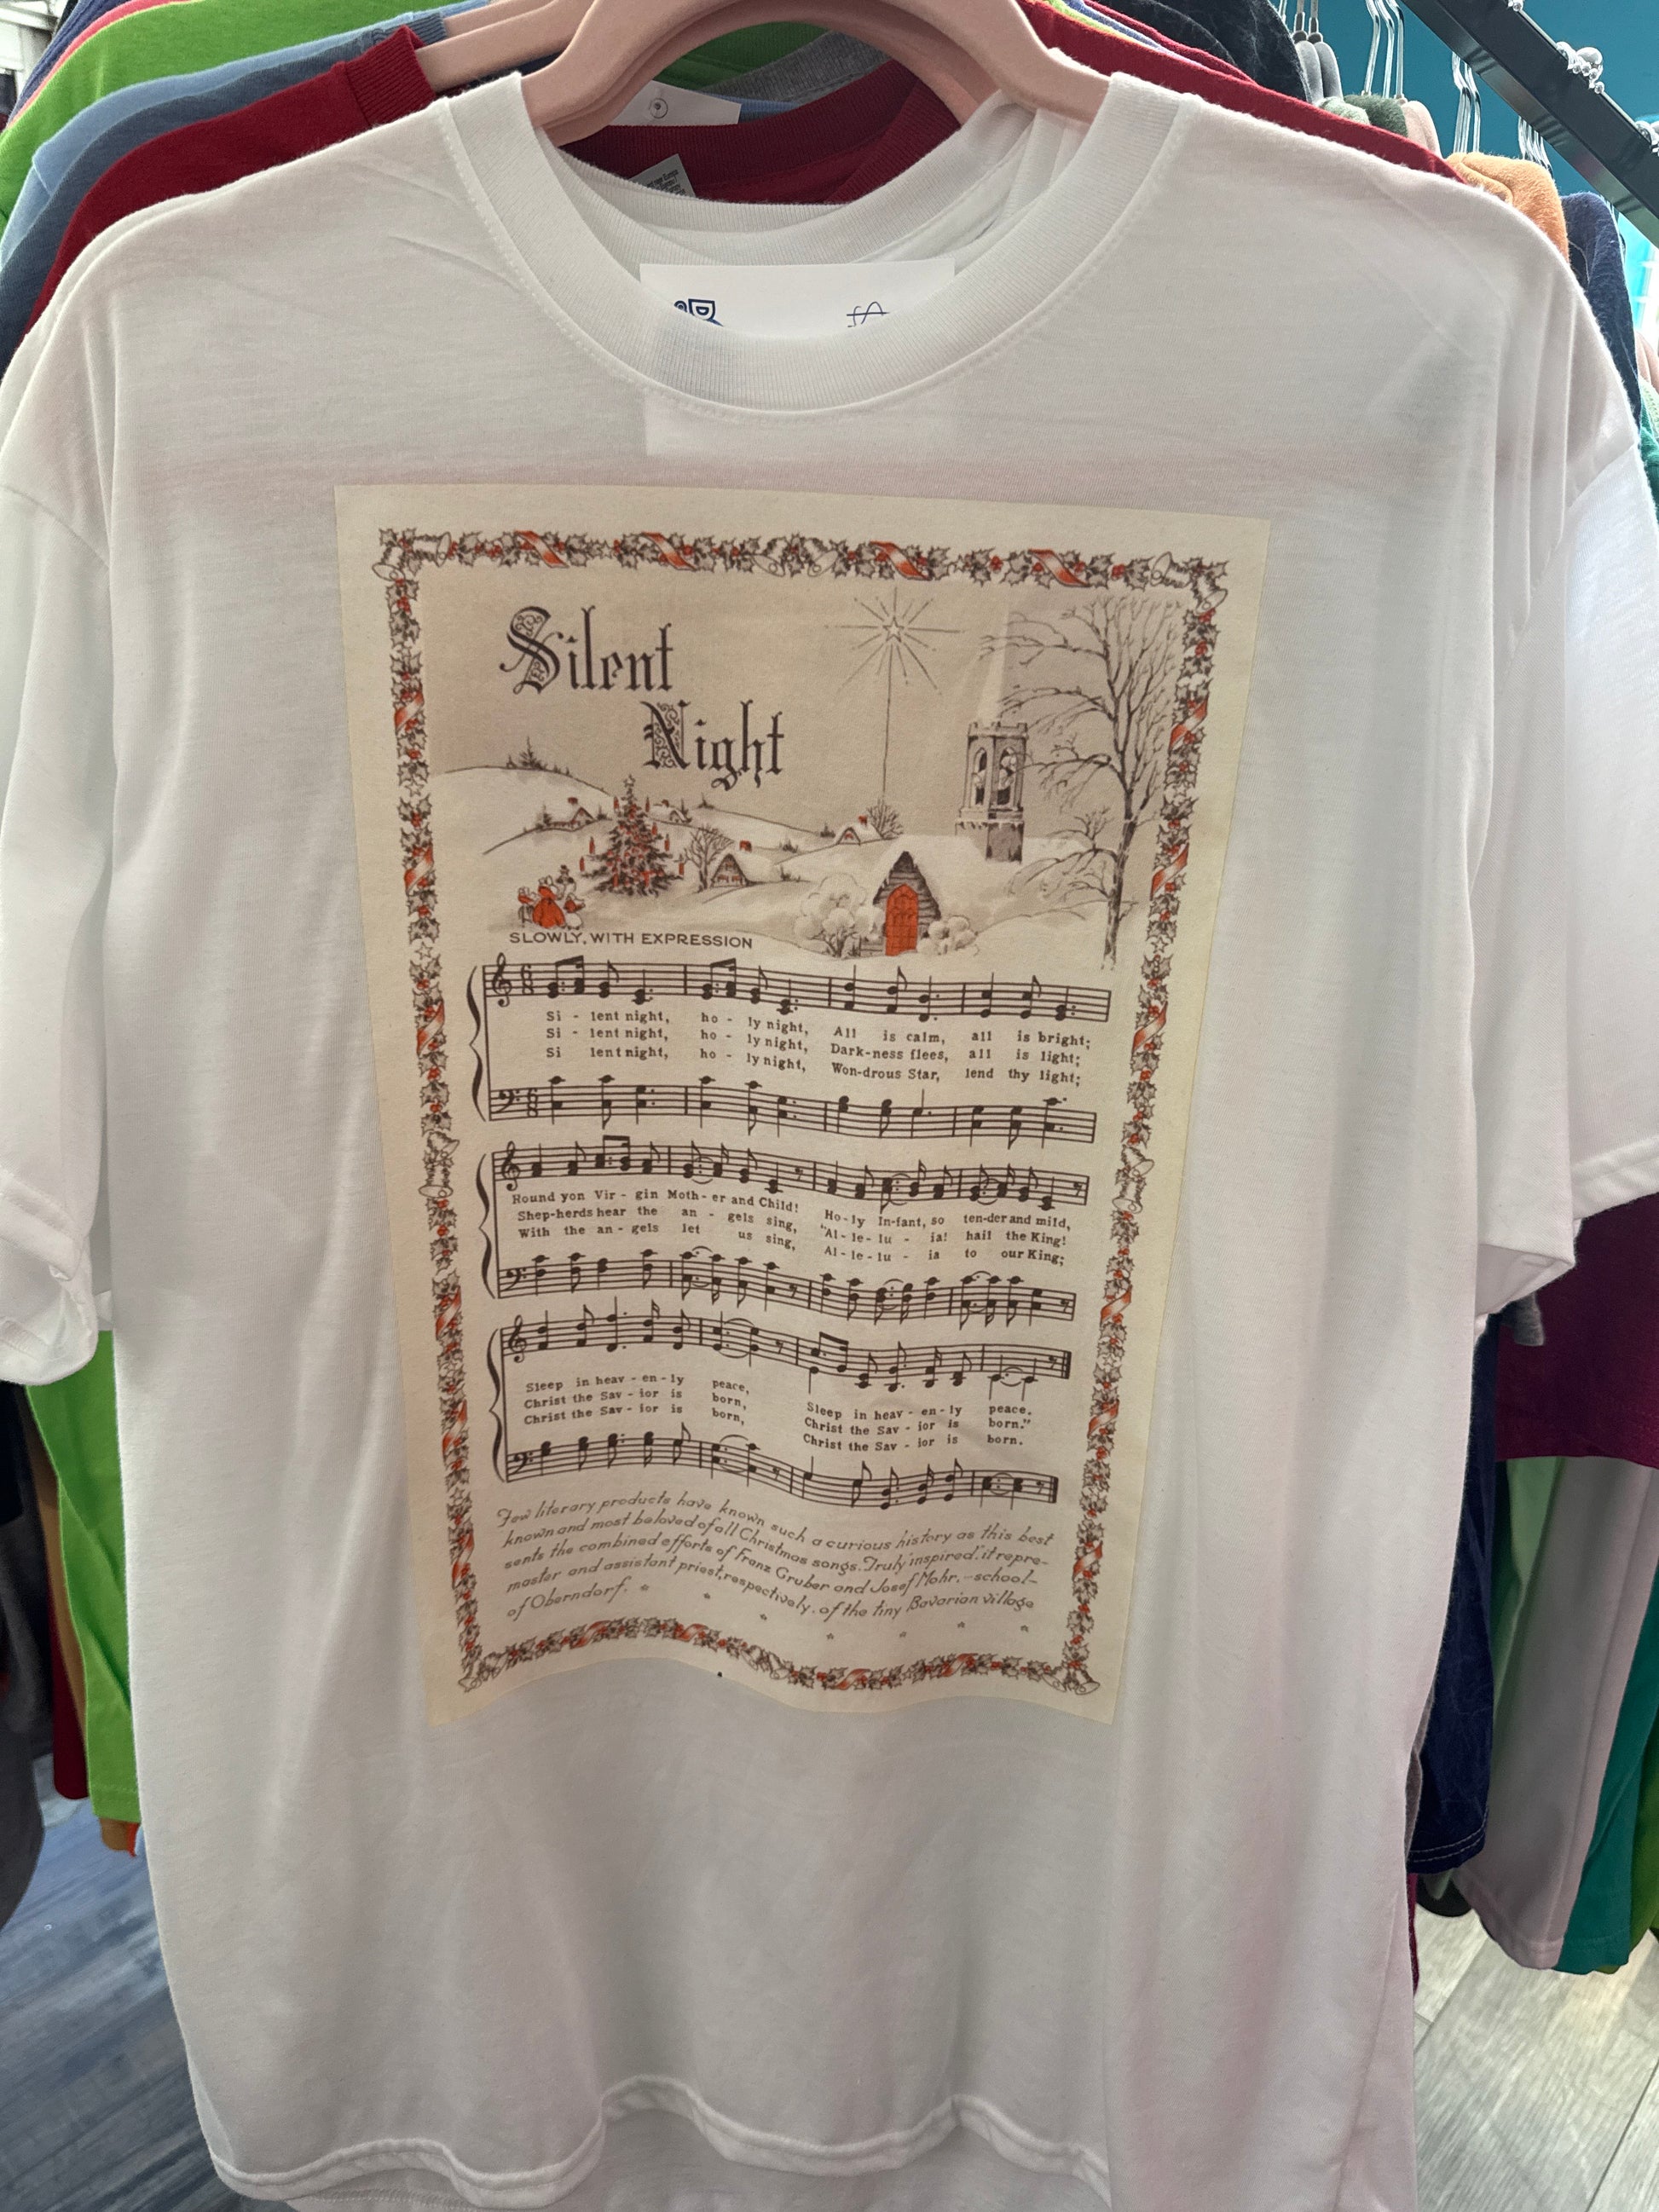 Silent
Night
SLOWLY, WITH EXPRESSION
Si - lent night, ho - ly night, All is calm, all is bright;
Si - lent night, ho - ly night, Dark-ness flees, all is light;
Si lent night, ho - ly night, Won-drous Star, lend thy light;
Round yon Vir - gin Moth - er and Child! Ho - ly In-fant, so ten-der and mild,
Shep-herds hear the an - gels sing, "Al - le - lu - ia! hail the King!
With the an - gels let us sing, Al - le - lu - ia to our King;
Sleep in heav - en - ly peace, Sleep in heav - en - ly peace.
Christ the Sav - ior is born, Christ the Sav - ior is born."
Christ the Sav - ior is born, Christ the Sav - ior is born.
Few literary products have known such a curious history as this best
known and most beloved of all Christmas songs. Truly inspired, it repre-
sents the combined efforts of Franz Gruber and Josef Mohr, - school-
master and assistant priest, respectively, of the tiny Bavarian village
of Oberndorf.